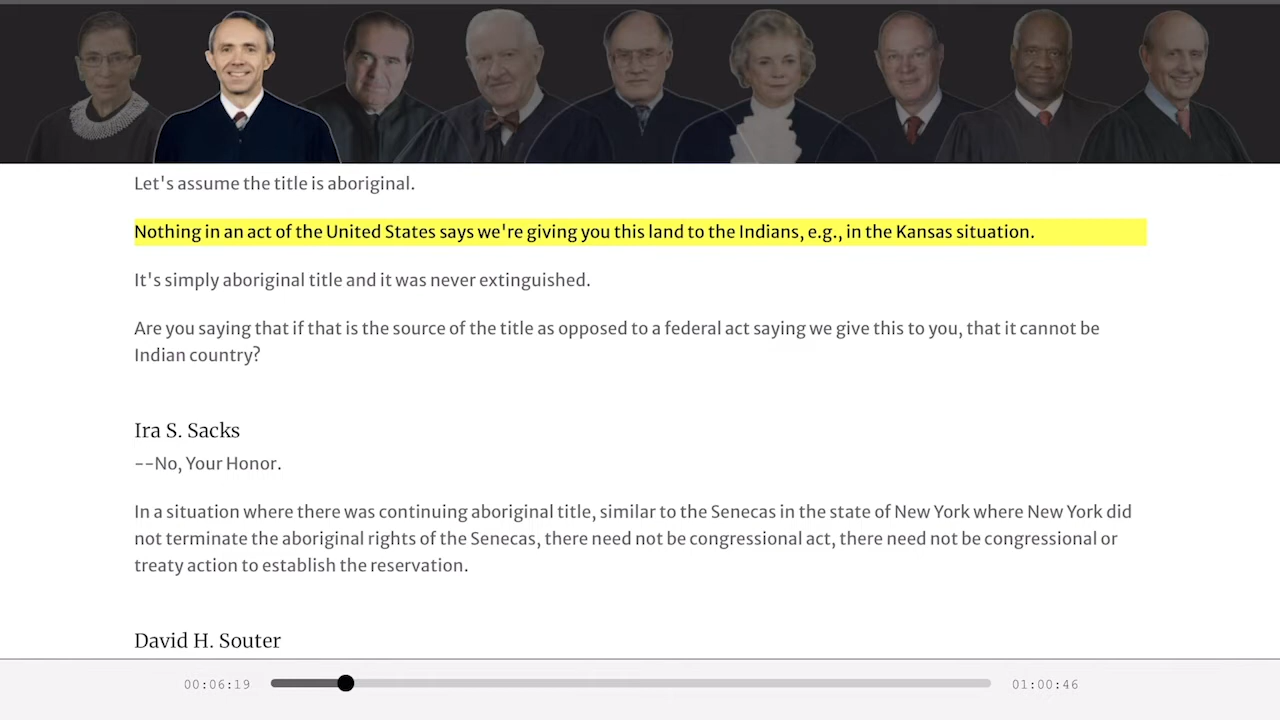 Let's assume the title is aboriginal.
Nothing in an act of the United States says we're giving you this land to the Indians, e.g., in the Kansas situation.
It's simply aboriginal title and it was never extinguished.
Are you saying that if that is the source of the title as opposed to a federal act saying we give this to you, that it cannot be
Indian country?
Ira S. Sacks
--No, Your Honor.
In a situation where there was continuing aboriginal title, similar to the Senecas in the state of New York where New York did
not terminate the aboriginal rights of the Senecas, there need not be congressional act, there need not be congressional or
treaty action to establish the reservation.
David H. Souter
00:06:19
01:00:46